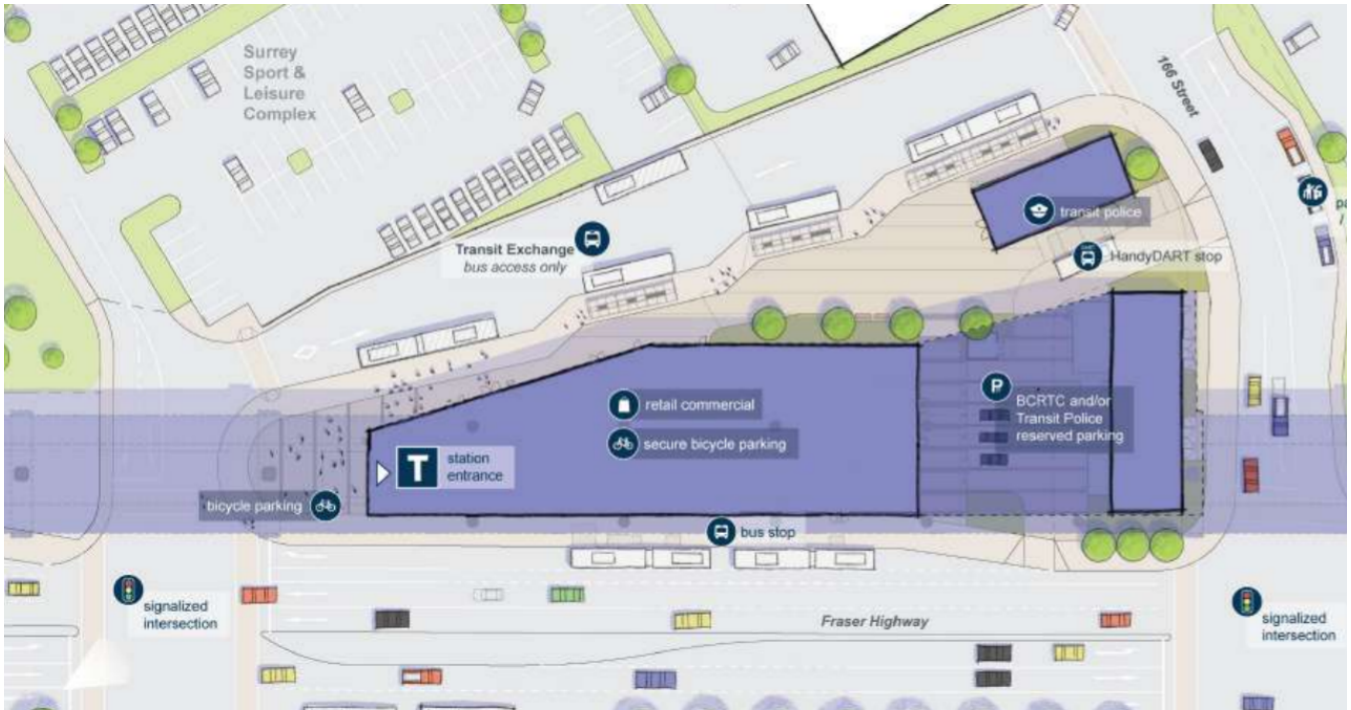 Surrey
Sport &
Leisure
Complex
166 Street
transit police
Transit Exchange
bus access only
HandyDART stop
retail commercial
secure bicycle parking
P
BCRTC and/or
Transit Police
reserved parking
T
station
entrance
bicycle parking
bus stop
signalized
intersection
Fraser Highway
signalized
intersection